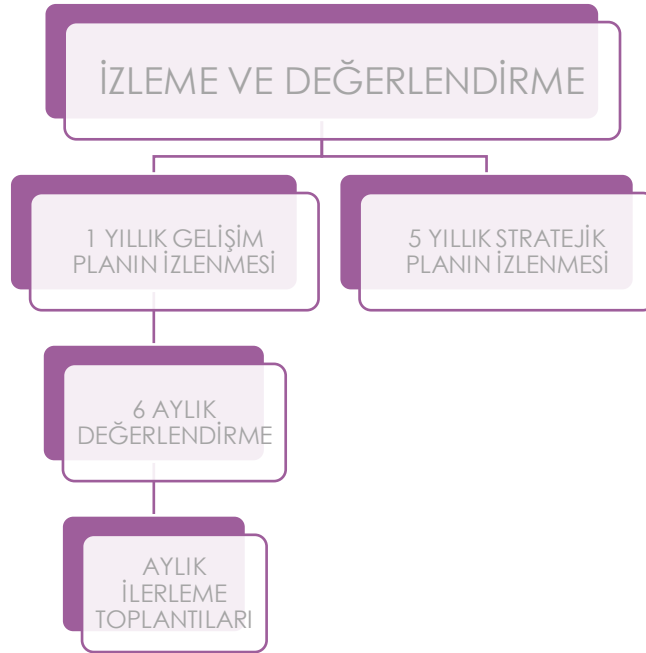 İZLEME VE DEĞERLENDİRME
1 YILLIK GELİŞİM
PLANIN İZLENMESİ
5 YILLIK STRATEJİK
PLANIN İZLENMESİ
6 AYLIK
DEĞERLENDİRME
AYLIK
İLERLEME
TOPLANTILARI